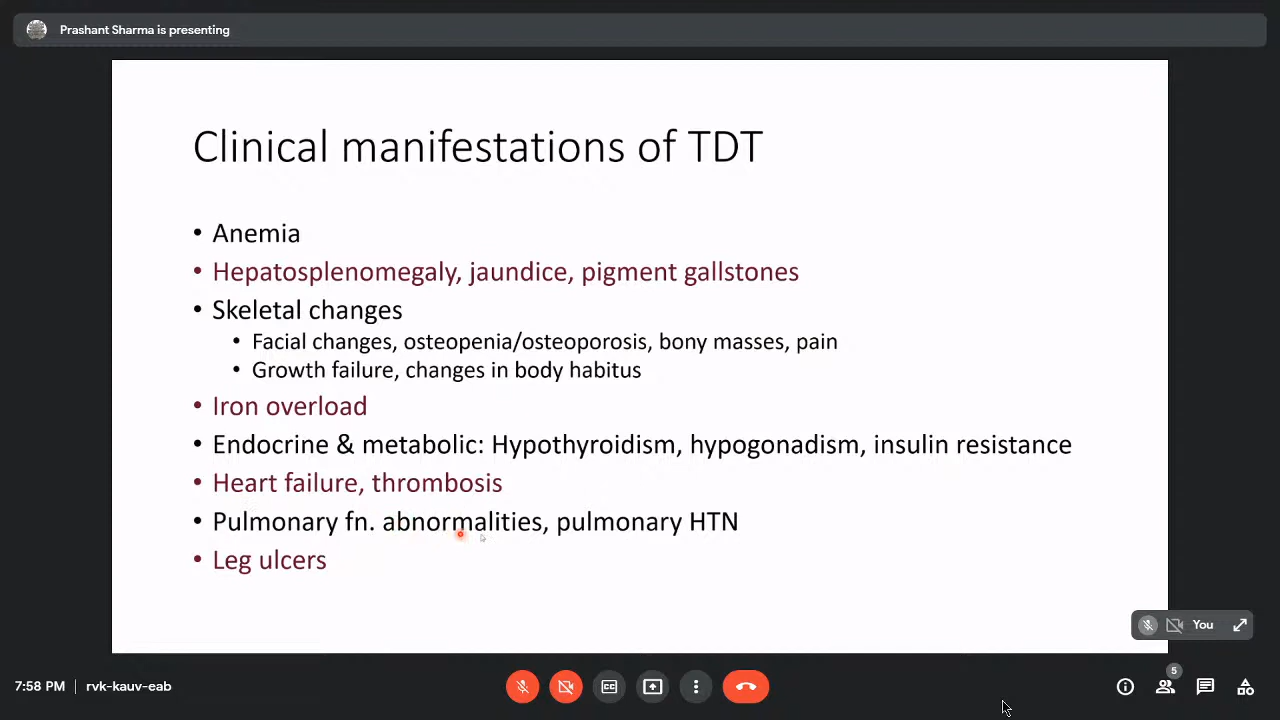 Prashant Sharma is presenting
Clinical manifestations of TDT
• Anemia
• Hepatosplenomegaly, jaundice, pigment gallstones
• Skeletal changes
• Facial changes, osteopenia/osteoporosis, bony masses, pain
• Growth failure, changes in body habitus
• Iron overload
• Endocrine & metabolic: Hypothyroidism, hypogonadism, insulin resistance
• Heart failure, thrombosis
• Pulmonary fn. abnormalities, pulmonary HTN
• Leg ulcers
You
7:58 PM | rvk-kauv-eab
CC
5